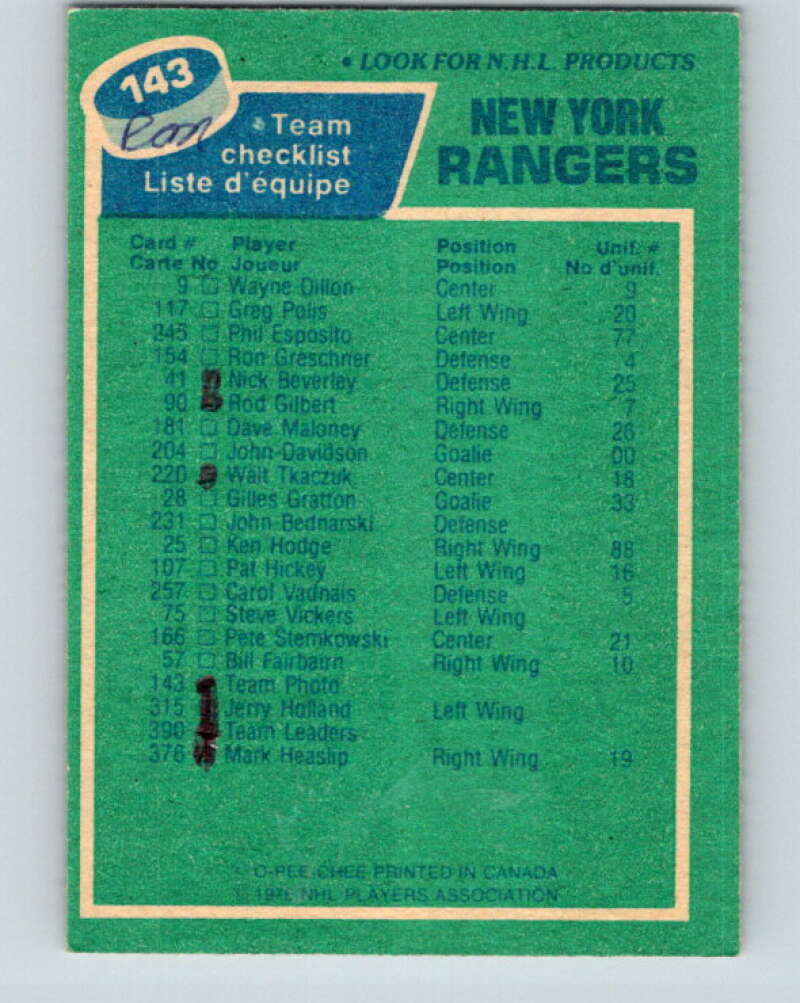 143
• LOOK FOR N.H.L. PRODUCTS
Team
checklist
Liste d'équipe
NEW YORK
RANGERS
Card # Player Position Unif. #
Carte No Joueur Position No d'unif.
9 Wayne Dillon Center 9
117 Greg Polis Left Wing 20
245 Phil Esposito Center 77
154 Ron Greschner Defense 4
41 Nick Beverley Defense 25
90 Rod Gilbert Right Wing 7
181 Dave Maloney Defense 26
204 John Davidson Goalie 00
220 Walt Tkaczuk Center 18
28 Gilles Gratton Goalie 33
231 John Bednarski Defense
25 Ken Hodge Right Wing 88
107 Pat Hickey Left Wing 16
257 Carol Vadnais Defense 5
75 Steve Vickers Left Wing
166 Pete Stemkowski Center 21
57 Bill Fairbairn Right Wing 10
143 Team Photo
315 Jerry Holland Left Wing
390 Team Leaders
376 Mark Heaslip Right Wing 19
O-PEE-CHEE PRINTED IN CANADA
1976 NHL PLAYERS ASSOCIATION